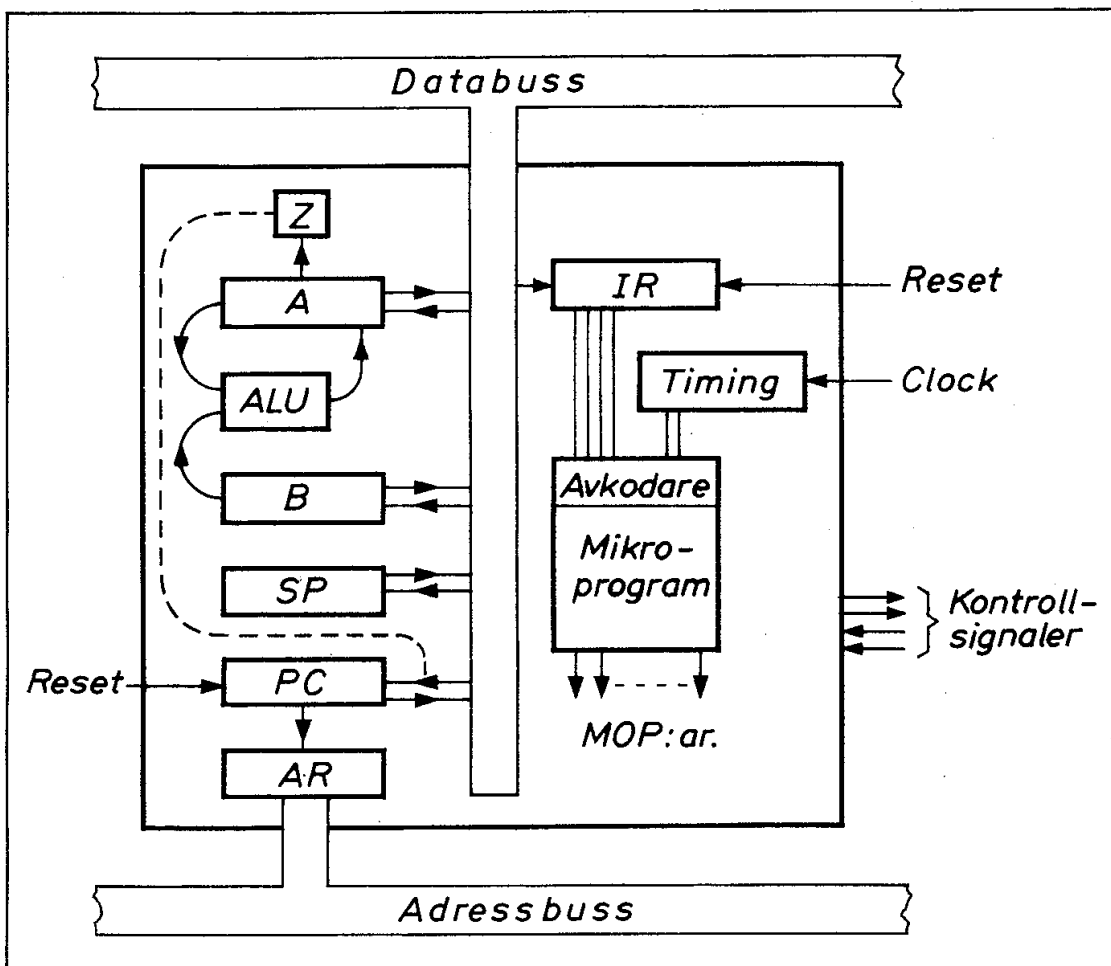 Databuss
Z
A
ALU
B
SP
Reset
PC
AR
IR
Reset
Timing
Clock
Avkodare
Mikro-
program
MOP:ar.
Kontroll-
signaler
Adressbuss